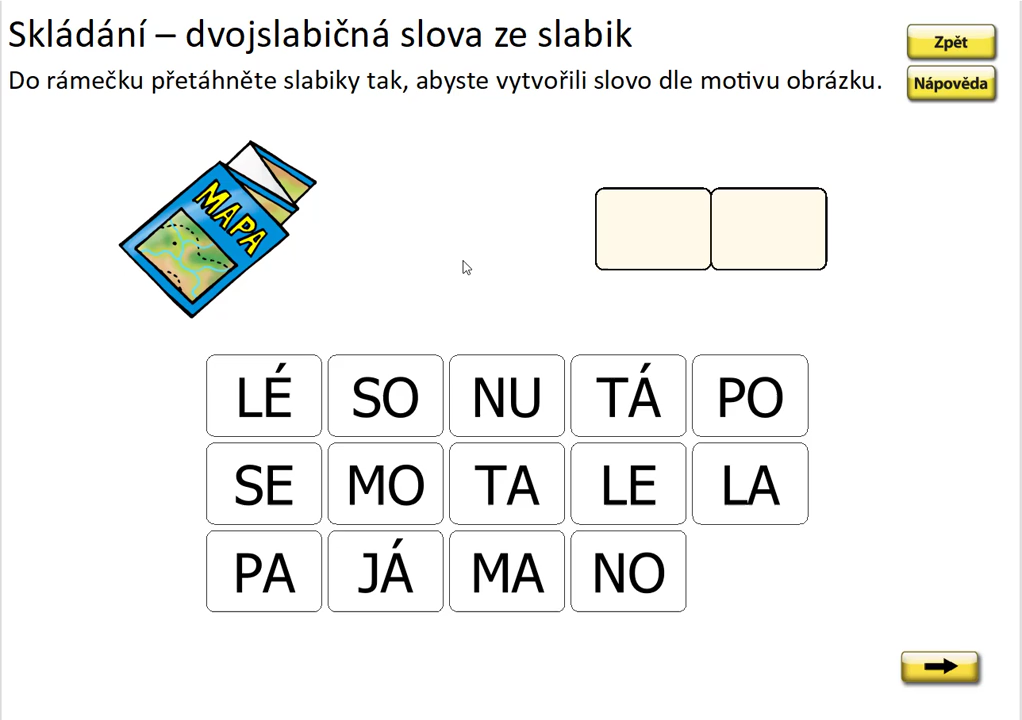 Skládání – dvojslabičná slova ze slabik
Zpět
Do rámečku přetáhněte slabiky tak, abyste vytvořili slovo dle motivu obrázku.
Nápověda
MAPA
LÉ SO NU TÁ PO
SE MO TA LE LA
PA JÁ MA NO